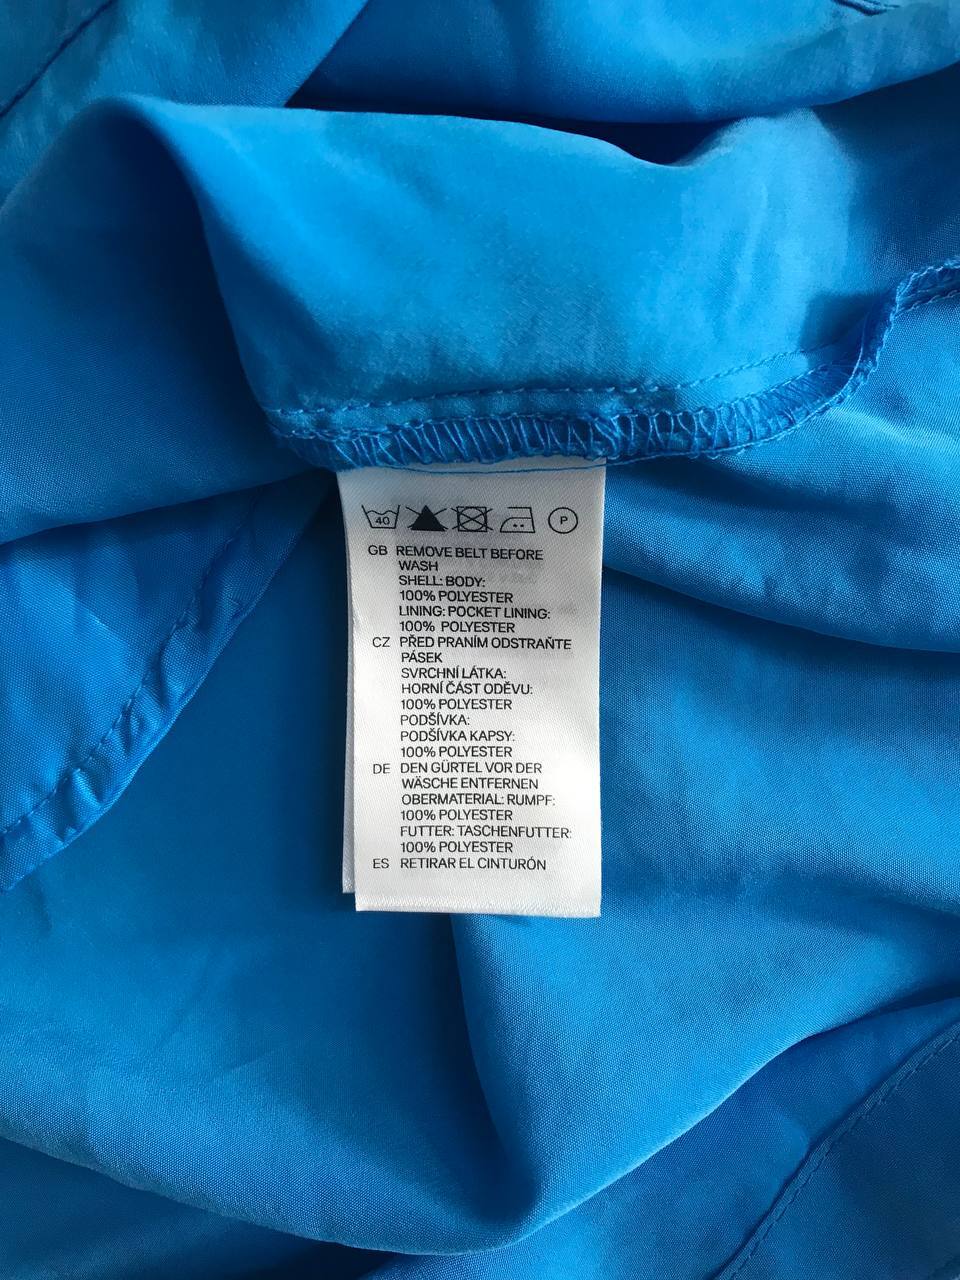 40 P
GB REMOVE BELT BEFORE
WASH
SHELL: BODY:
100% POLYESTER
LINING: POCKET LINING:
100% POLYESTER
CZ PŘED PRANÍM ODSTRAŇTE
PÁSEK
SVRCHNÍ LÁTKA:
HORNÍ ČÁST ODĚVU:
100% POLYESTER
PODŠÍVKA:
PODŠÍVKA KAPSY:
100% POLYESTER
DE DEN GÜRTEL VOR DER
WÄSCHE ENTFERNEN
OBERMATERIAL: RUMPF:
100% POLYESTER
FUTTER: TASCHENFUTTER:
100% POLYESTER
ES RETIRAR EL CINTURÓN